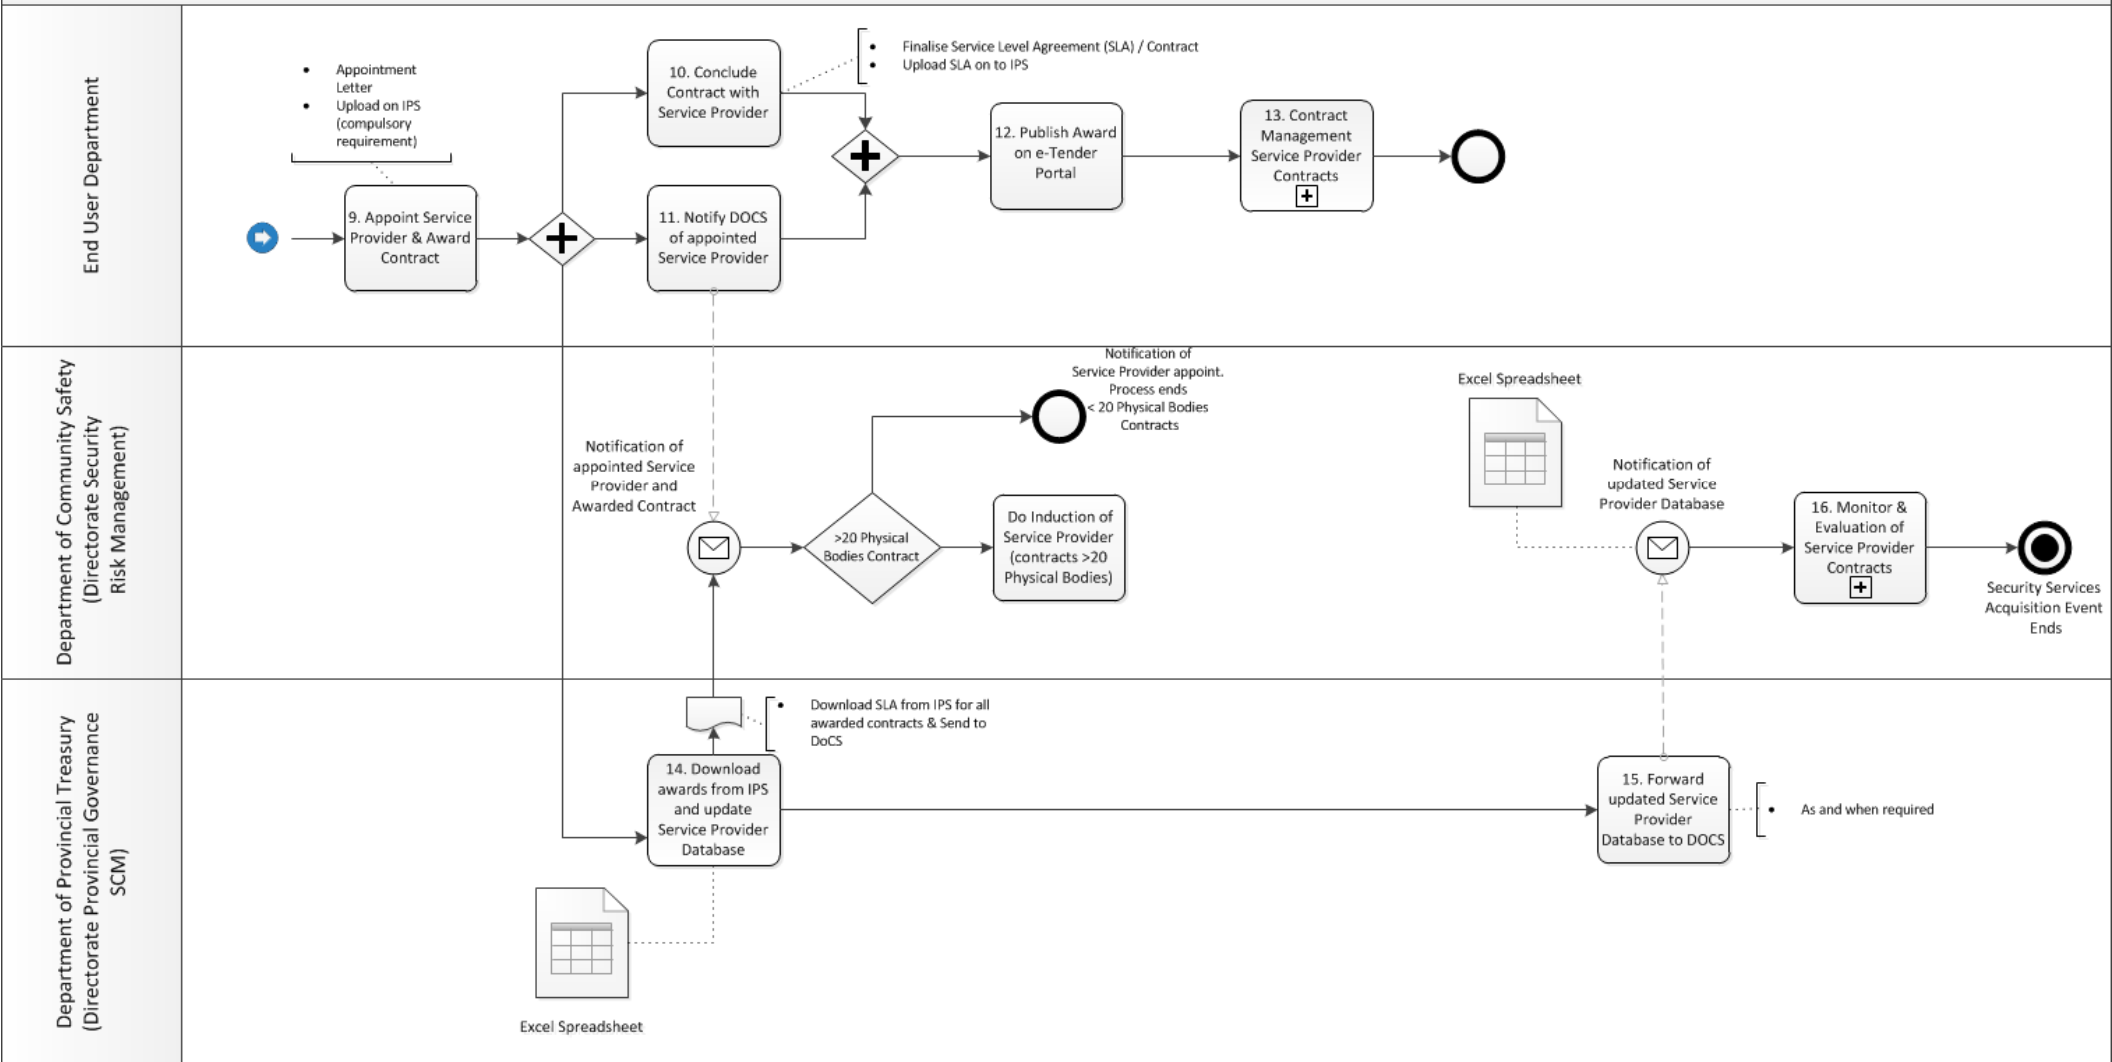 End User Department
• Appointment
Letter
• Upload on IPS
(compulsory
requirement)
9. Appoint Service
Provider & Award
Contract
10. Conclude
Contract with
Service Provider
• Finalise Service Level Agreement (SLA) / Contract
• Upload SLA on to IPS
11. Notify DOCS
of appointed
Service Provider
12. Publish Award
on e-Tender
Portal
13. Contract
Management
Service Provider
Contracts
Department of Community Safety
(Directorate Security
Risk Management)
Notification of
appointed Service
Provider and
Awarded Contract
>20 Physical
Bodies Contract
Notification of
Service Provider appoint.
Process ends
< 20 Physical Bodies
Contracts
Do Induction of
Service Provider
(contracts >20
Physical Bodies)
Excel Spreadsheet
Notification of
updated Service
Provider Database
16. Monitor &
Evaluation of
Service Provider
Contracts
Security Services
Acquisition Event
Ends
Department of Provincial Treasury
(Directorate Provincial Governance
SCM)
• Download SLA from IPS for all
awarded contracts & Send to
DoCS
14. Download
awards from IPS
and update
Service Provider
Database
Excel Spreadsheet
15. Forward
updated Service
Provider
Database to DOCS
• As and when required